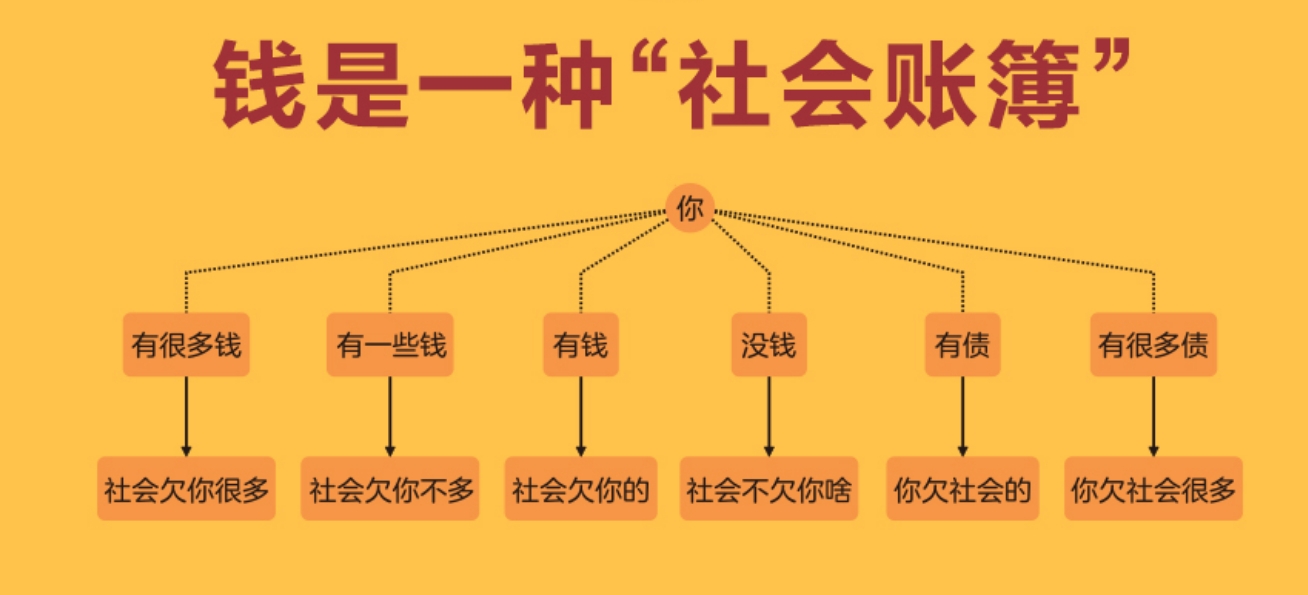 钱是一种“社会账簿”
你
有很多钱
有一些钱
有钱
没钱
有债
有很多债
社会欠你很多
社会欠你不多
社会欠你的
社会不欠你啥
你欠社会的
你欠社会很多